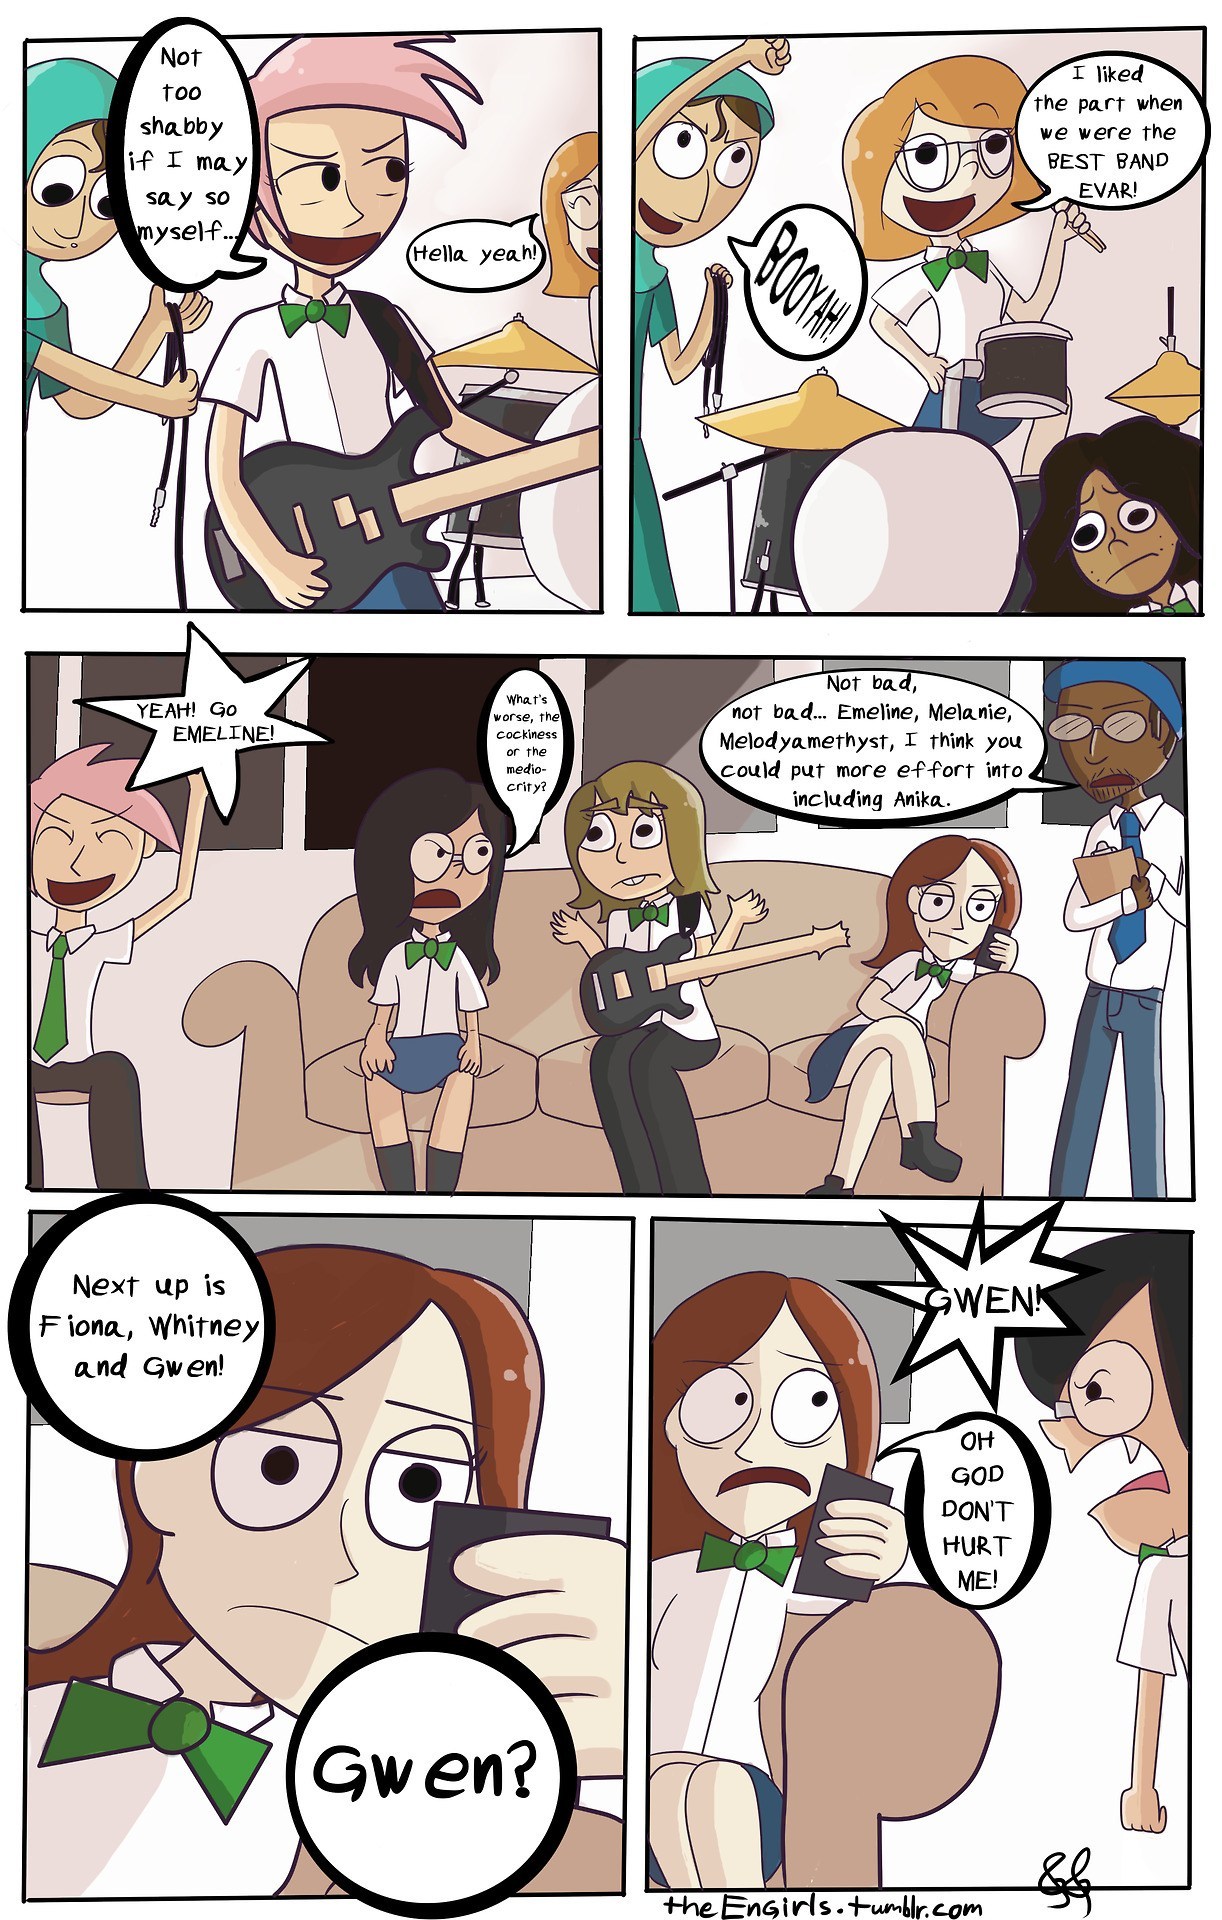 Not
too
shabby
if I may
say so
myself...
Hella yeah!
I liked
the part when
we were the
BEST BAND
EVAR!
BOOYAH!
YEAH! GO
EMELINE!
What's
worse, the
cockiness
or the
medio-
crity?
Not bad,
not bad... Emeline, Melanie,
Melodyamethyst, I think you
could put more effort into
including Anika.
Next up is
Fiona, Whitney
and Gwen!
Gwen?
GWEN!
OH
GOD
DON'T
HURT
ME!
theEngirls.tumblr.com